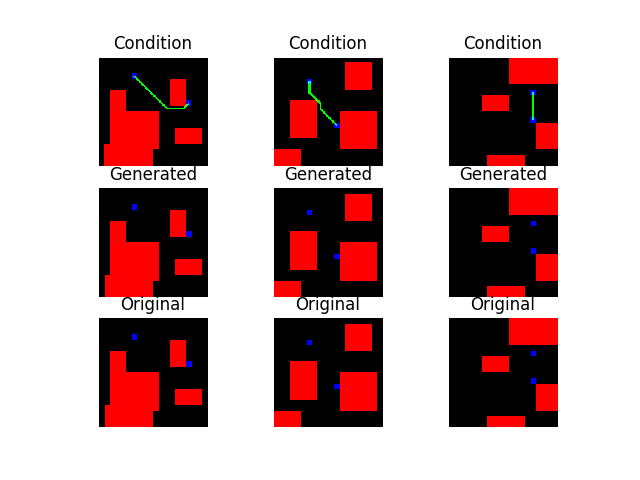 Condition Condition Condition
Generated Generated Generated
Original Original Original